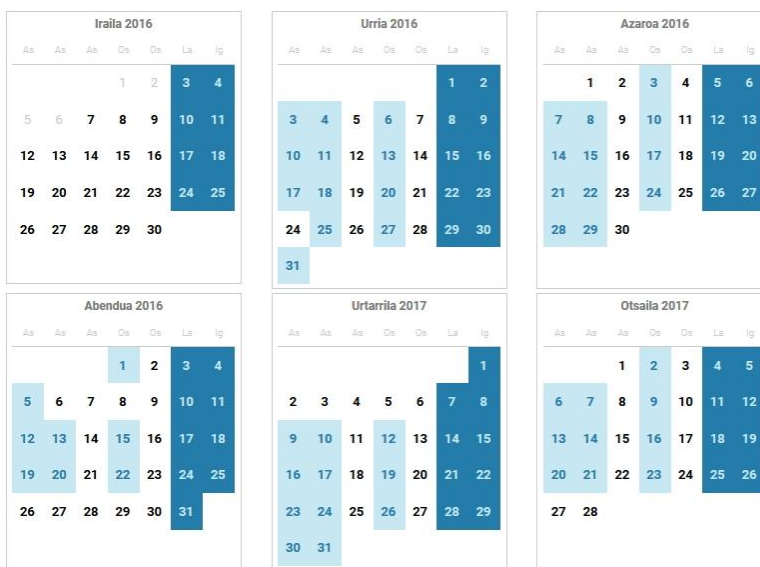 Iraila 2016
As As As Os Os La Ig
1 2 3 4
5 6 7 8 9 10 11
12 13 14 15 16 17 18
19 20 21 22 23 24 25
26 27 28 29 30
Urria 2016
As As As Os Os La Ig
1 2
3 4 5 6 7 8 9
10 11 12 13 14 15 16
17 18 19 20 21 22 23
24 25 26 27 28 29 30
31
Azaroa 2016
As As As Os Os La Ig
1 2 3 4 5 6
7 8 9 10 11 12 13
14 15 16 17 18 19 20
21 22 23 24 25 26 27
28 29 30
Abendua 2016
As As As Os Os La Ig
1 2 3 4
5 6 7 8 9 10 11
12 13 14 15 16 17 18
19 20 21 22 23 24 25
26 27 28 29 30 31
Urtarrila 2017
As As As Os Os La Ig
1
2 3 4 5 6 7 8
9 10 11 12 13 14 15
16 17 18 19 20 21 22
23 24 25 26 27 28 29
30 31
Otsaila 2017
As As As Os Os La Ig
1 2 3 4 5
6 7 8 9 10 11 12
13 14 15 16 17 18 19
20 21 22 23 24 25 26
27 28